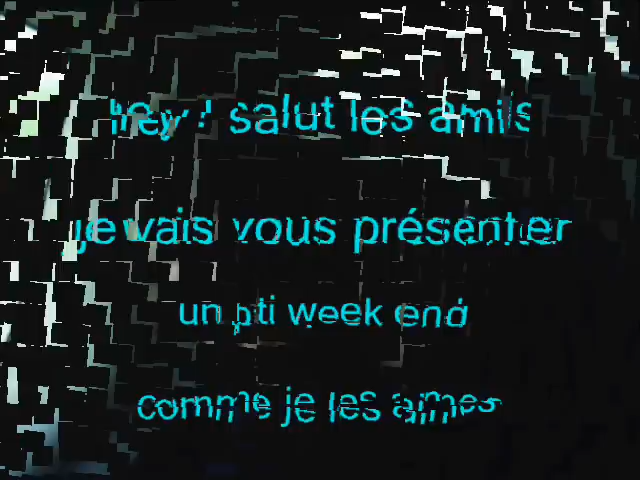 hey ! salut les amis
je vais vous présenter
un pti week end
comme je les aimes